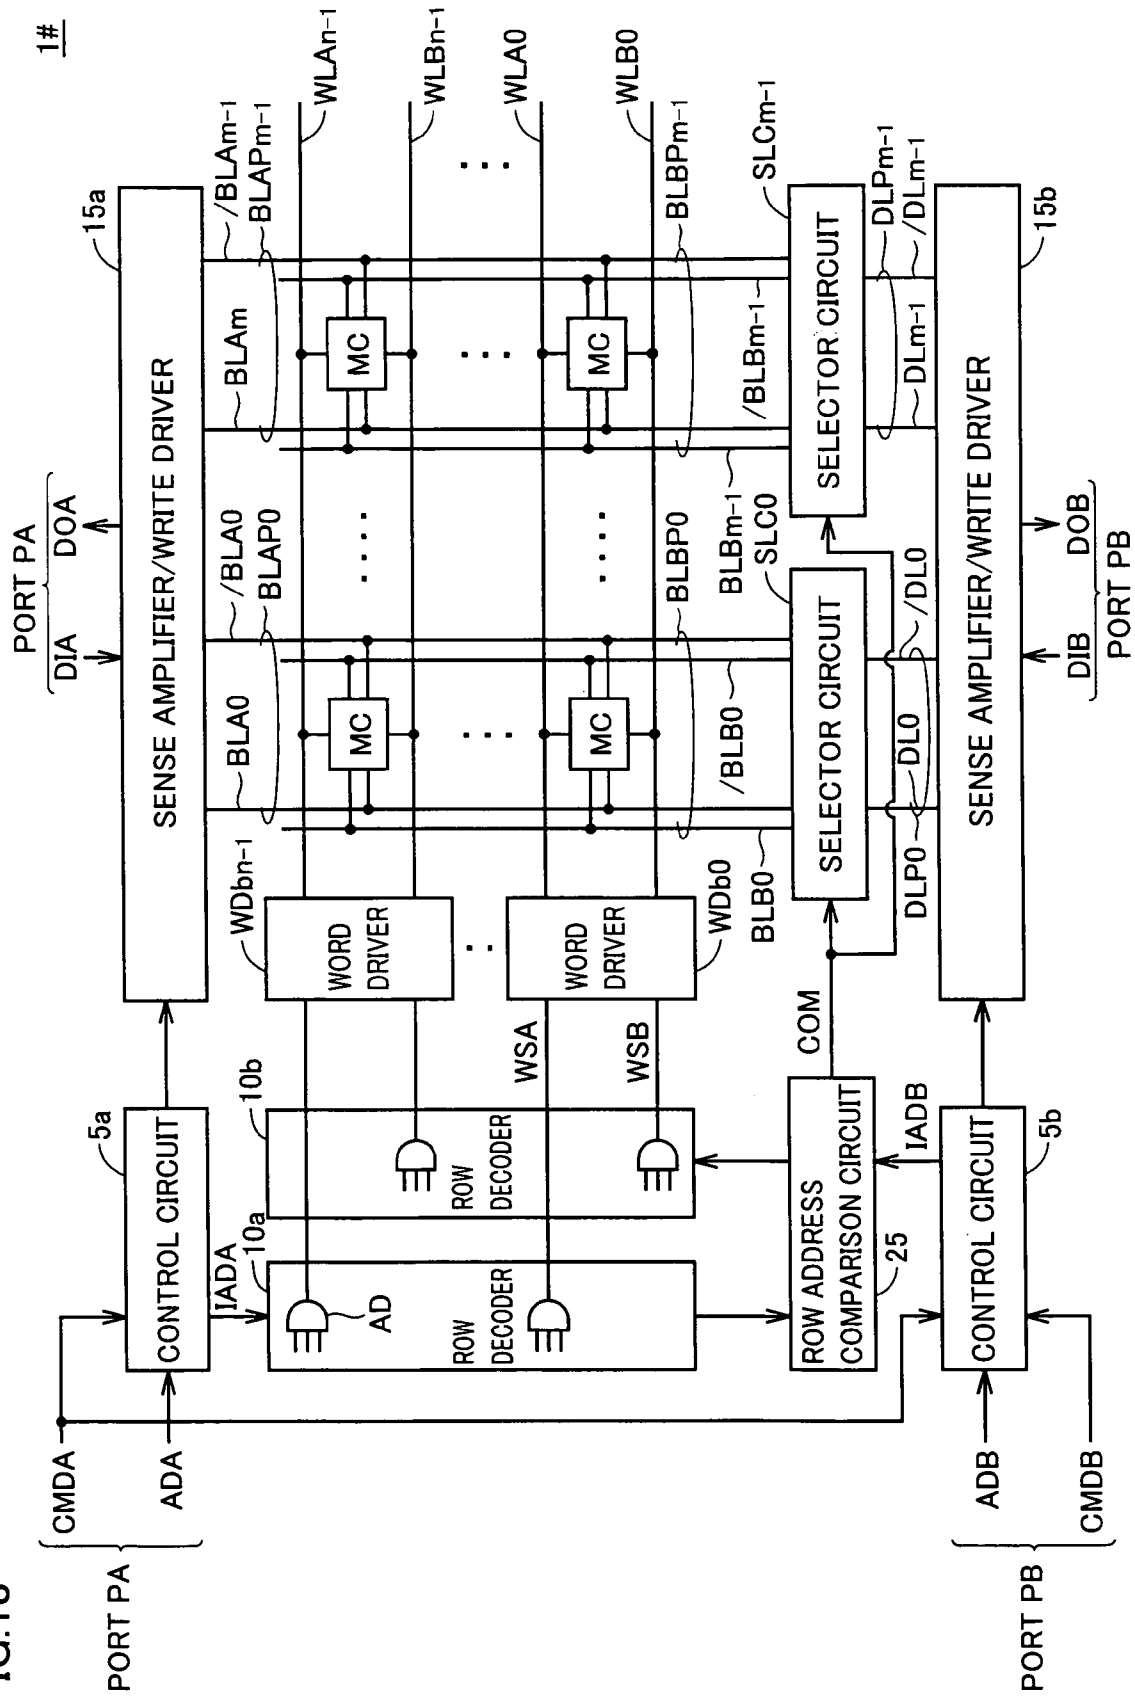 1#
PORT PA
DIA
DOA
15a
SENSE AMPLIFIER/WRITE DRIVER
BLA0
/BLA0
BLAP0
BLAm
/BLAm-1
BLAPm-1
WLAn-1
WLBn-1
WLA0
WLB0
MC
MC
MC
MC
BLB0
/BLB0
BLBP0
BLBm-1
/BLBm-1
BLBPm-1
WDbn-1
WORD
DRIVER
WORD
DRIVER
WDb0
SLC0
SELECTOR CIRCUIT
SLCm-1
SELECTOR CIRCUIT
DLP0
DL0
/DL0
DLm-1
DLPm-1
/DLm-1
SENSE AMPLIFIER/WRITE DRIVER
15b
DIB
DOB
PORT PB
5a
CONTROL CIRCUIT
IADA
10a
AD
ROW
DECODER
10b
ROW
DECODER
WSA
WSB
COM
ROW ADDRESS
COMPARISON CIRCUIT
25
IADB
CONTROL CIRCUIT
5b
CMDA
ADA
PORT PA
ADB
CMDB
PORT PB